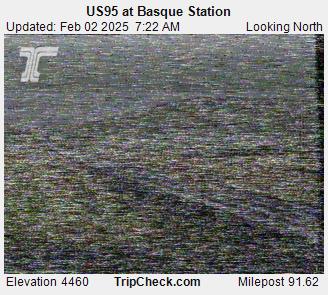 US95 at Basque Station
Updated: Feb 02 2025 7:22 AM Looking North
Elevation 4460 TripCheck.com Milepost 91.62